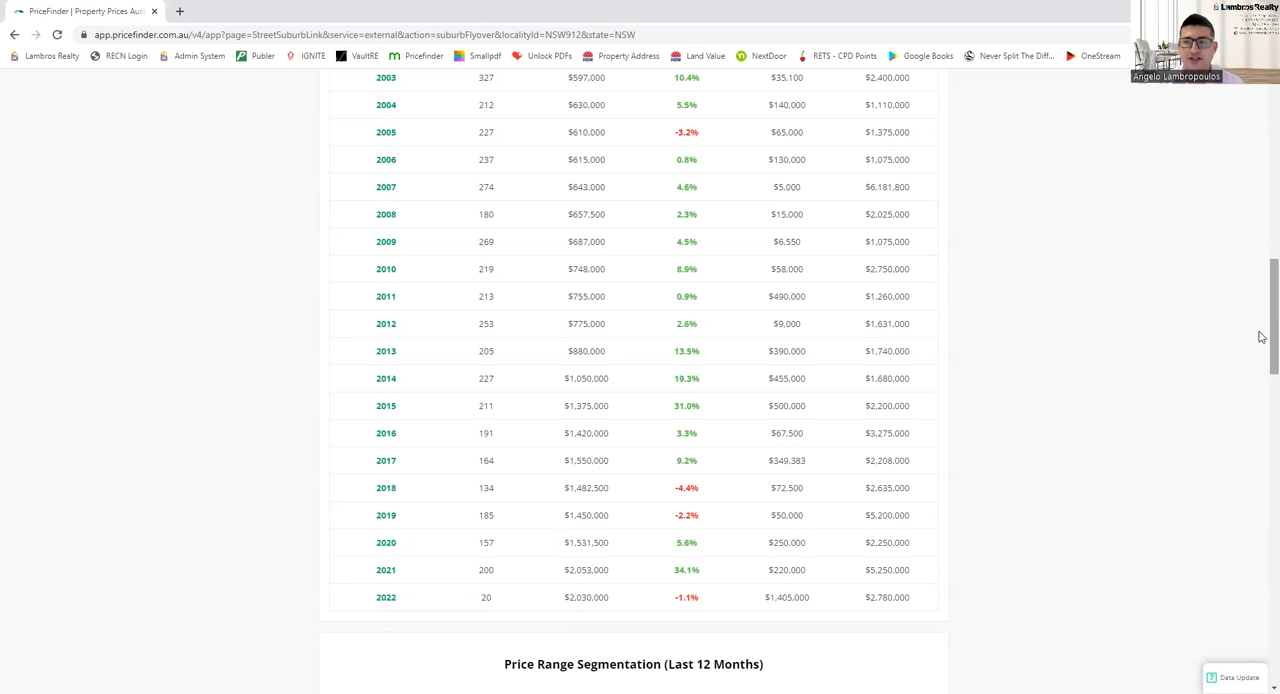 PriceFinder | Property Prices Aust
app.pricefinder.com.au/v4/app?page=StreetSuburbLink&service=external&action=suburbFlyover&localityId=KY2012&state=NSW
Lambros Realty RECN Login Admin System Publer IGNITE VaultRE Pricefinder Smallpdf Unlock PDFs Property Address Land Value NextDoor RETS - CPD Points Google Books Never Split The Diff... OneStream
Lambros Realty
Angelo Lambropoulos
2003 327 $597,000 10.4% $35,100 $2,400,000
2004 212 $630,000 5.5% $140,000 $1,110,000
2005 227 $610,000 -3.2% $65,000 $1,375,000
2006 237 $615,000 0.8% $130,000 $1,075,000
2007 274 $643,000 4.6% $5,000 $6,181,800
2008 180 $657,500 2.3% $15,000 $2,025,000
2009 269 $687,000 4.5% $6,550 $1,075,000
2010 219 $748,000 8.9% $58,000 $2,750,000
2011 213 $755,000 0.9% $490,000 $1,260,000
2012 253 $775,000 2.6% $9,000 $1,631,000
2013 205 $880,000 13.5% $390,000 $1,740,000
2014 227 $1,050,000 19.3% $455,000 $1,680,000
2015 211 $1,375,000 31.0% $500,000 $2,200,000
2016 191 $1,420,000 3.3% $67,500 $3,275,000
2017 164 $1,550,000 9.2% $349,383 $2,208,000
2018 134 $1,482,500 -4.4% $72,500 $2,635,000
2019 185 $1,450,000 -2.2% $50,000 $5,200,000
2020 157 $1,531,500 5.6% $250,000 $2,250,000
2021 200 $2,053,000 34.1% $220,000 $5,250,000
2022 20 $2,030,000 -1.1% $1,405,000 $2,780,000
Price Range Segmentation (Last 12 Months)
Data Update